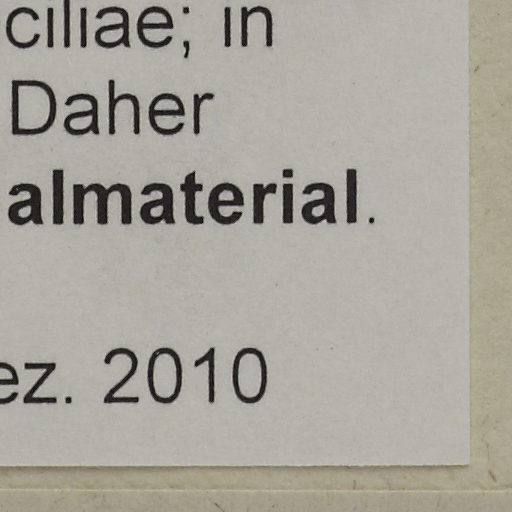 ciliae; in
Daher
almaterial.
ez. 2010